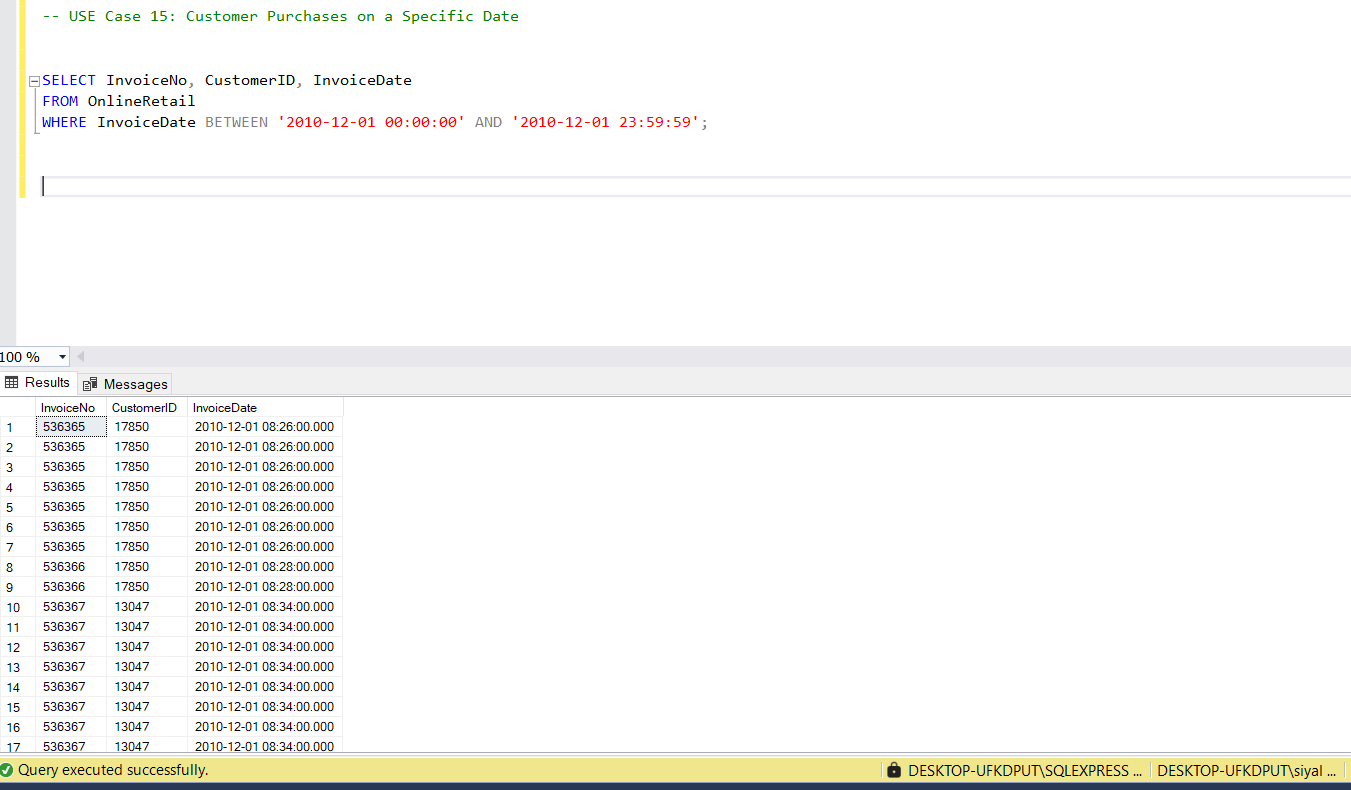 -- USE Case 15: Customer Purchases on a Specific Date
SELECT InvoiceNo, CustomerID, InvoiceDate
FROM OnlineRetail
WHERE InvoiceDate BETWEEN '2010-12-01 00:00:00' AND '2010-12-01 23:59:59';
100 %
Results Messages
InvoiceNo CustomerID InvoiceDate
1 536365 17850 2010-12-01 08:26:00.000
2 536365 17850 2010-12-01 08:26:00.000
3 536365 17850 2010-12-01 08:26:00.000
4 536365 17850 2010-12-01 08:26:00.000
5 536365 17850 2010-12-01 08:26:00.000
6 536365 17850 2010-12-01 08:26:00.000
7 536365 17850 2010-12-01 08:26:00.000
8 536366 17850 2010-12-01 08:28:00.000
9 536366 17850 2010-12-01 08:28:00.000
10 536367 13047 2010-12-01 08:34:00.000
11 536367 13047 2010-12-01 08:34:00.000
12 536367 13047 2010-12-01 08:34:00.000
13 536367 13047 2010-12-01 08:34:00.000
14 536367 13047 2010-12-01 08:34:00.000
15 536367 13047 2010-12-01 08:34:00.000
16 536367 13047 2010-12-01 08:34:00.000
17 536367 13047 2010-12-01 08:34:00.000
Query executed successfully. DESKTOP-UFKDPUT\SQLEXPRESS ... DESKTOP-UFKDPUT\siyal ...